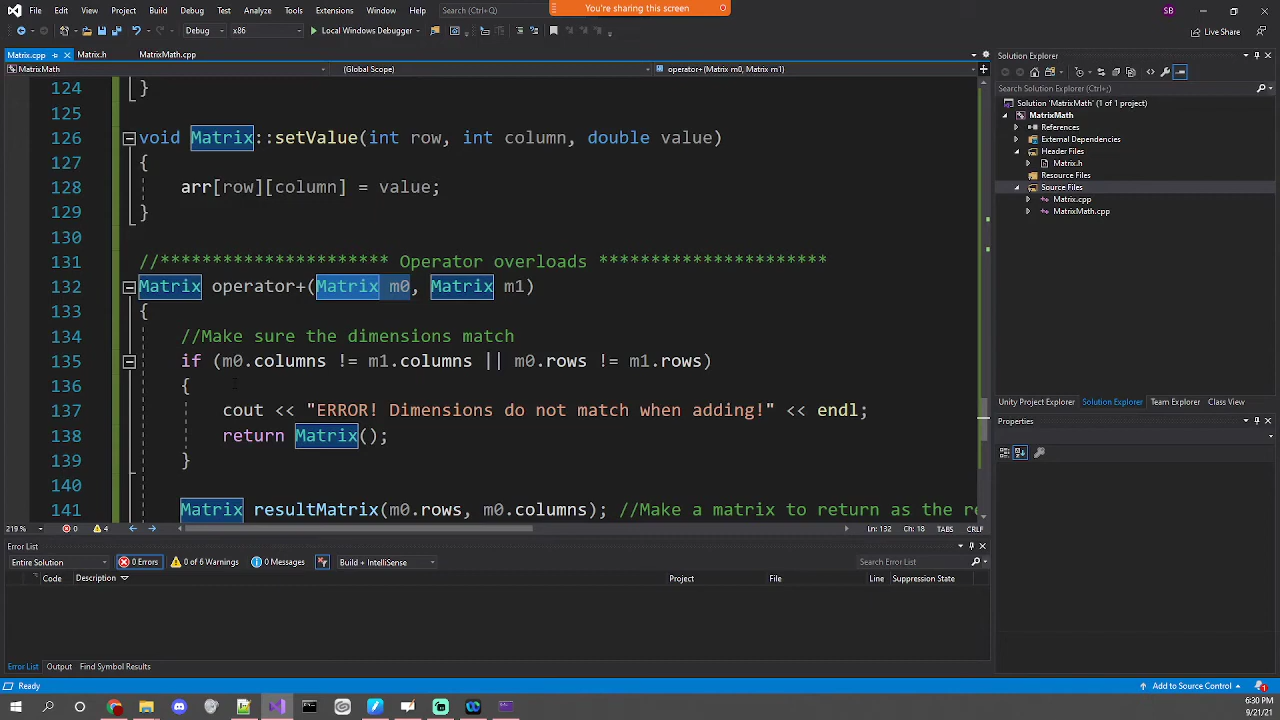 File Edit View Project Build Debug Test Analyze Tools Extensions Window Help Search (Ctrl+Q)
You're sharing this screen
SB
Debug x86 Local Windows Debugger Live Share
Matrix.cpp Matrix.h MatrixMath.cpp
MatrixMath (Global Scope) operator+(Matrix m0, Matrix m1)
124 }
125
126 void Matrix::setValue(int row, int column, double value)
127 {
128 arr[row][column] = value;
129 }
130
131 //********************** Operator overloads **********************
132 Matrix operator+(Matrix m0, Matrix m1)
133 {
134 //Make sure the dimensions match
135 if (m0.columns != m1.columns || m0.rows != m1.rows)
136 {
137 cout << "ERROR! Dimensions do not match when adding!" << endl;
138 return Matrix();
139 }
140
141 Matrix resultMatrix(m0.rows, m0.columns); //Make a matrix to return as the re
219 % 0 4 Ln: 132 Ch: 18 TABS CRLF
Error List
Entire Solution 0 Errors 0 of 6 Warnings 0 Messages Build + IntelliSense Search Error List
Code Description Project File Line Suppression State
Error List Output Find Symbol Results
Solution Explorer
Search Solution Explorer (Ctrl+;)
Solution 'MatrixMath' (1 of 1 project)
MatrixMath
References
External Dependencies
Header Files
Matrix.h
Resource Files
Source Files
Matrix.cpp
MatrixMath.cpp
Unity Project Explorer Solution Explorer Team Explorer Class View
Properties
Ready Add to Source Control 1
6:30 PM
9/21/21